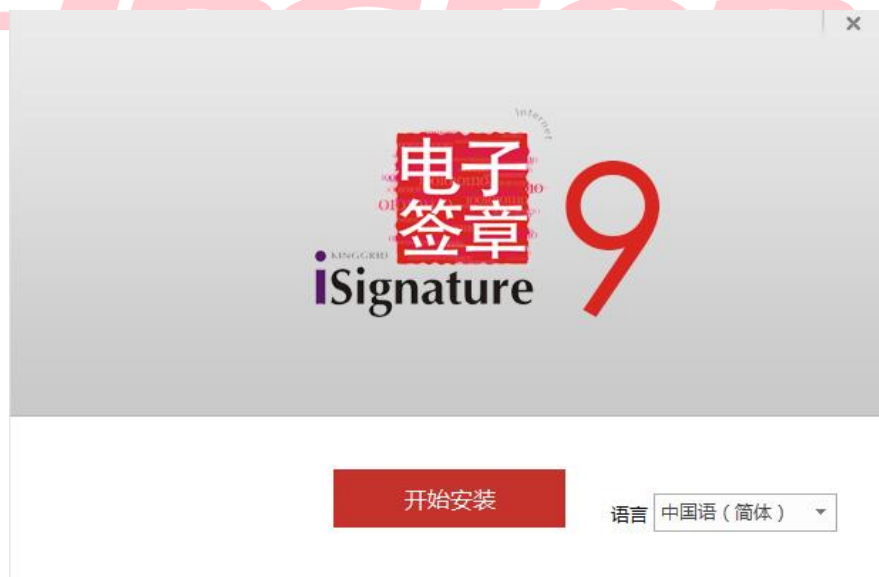 ×
Internet
电子
签章
KINGGRID
iSignature
9
开始安装
语言 中国语（简体）